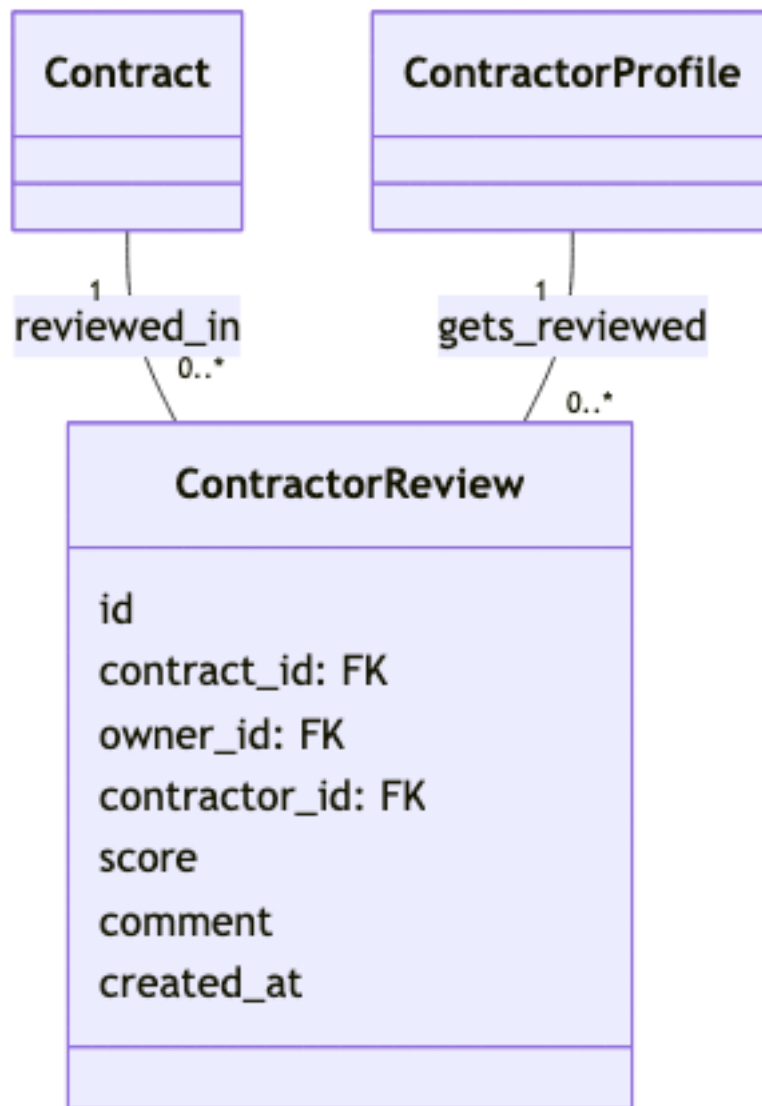 Contract
ContractorProfile
1
reviewed_in
0..*
1
gets_reviewed
0..*
ContractorReview
id
contract_id: FK
owner_id: FK
contractor_id: FK
score
comment
created_at